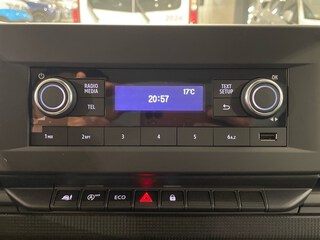 RADIO
MEDIA
TEL
17°C
20:57
TEXT
SETUP
OK
1
2
3
4
5
6
ECO